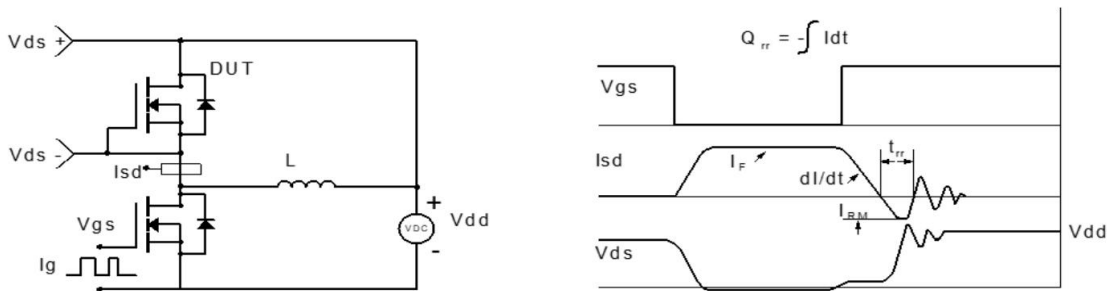 Vds +
DUT
Vds -
Isd
L
Vgs
+
VDC
Vdd
-
Ig
Q rr = -∫ Idt
Vgs
Isd
I F
dI/dt
t rr
I RM
Vds
Vdd